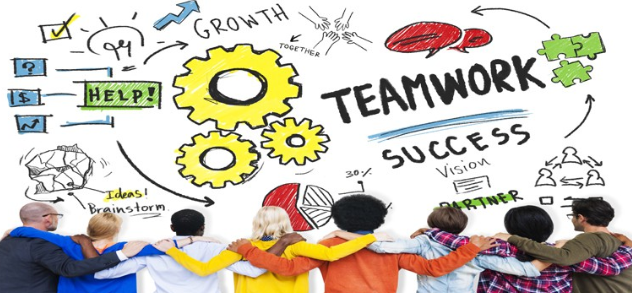 GROWTH
TOGETHER
?
HELP!
$
TEAMWORK
?
SUCCESS
Vision
30%
PARTNER
Ideas!
Brainstorm